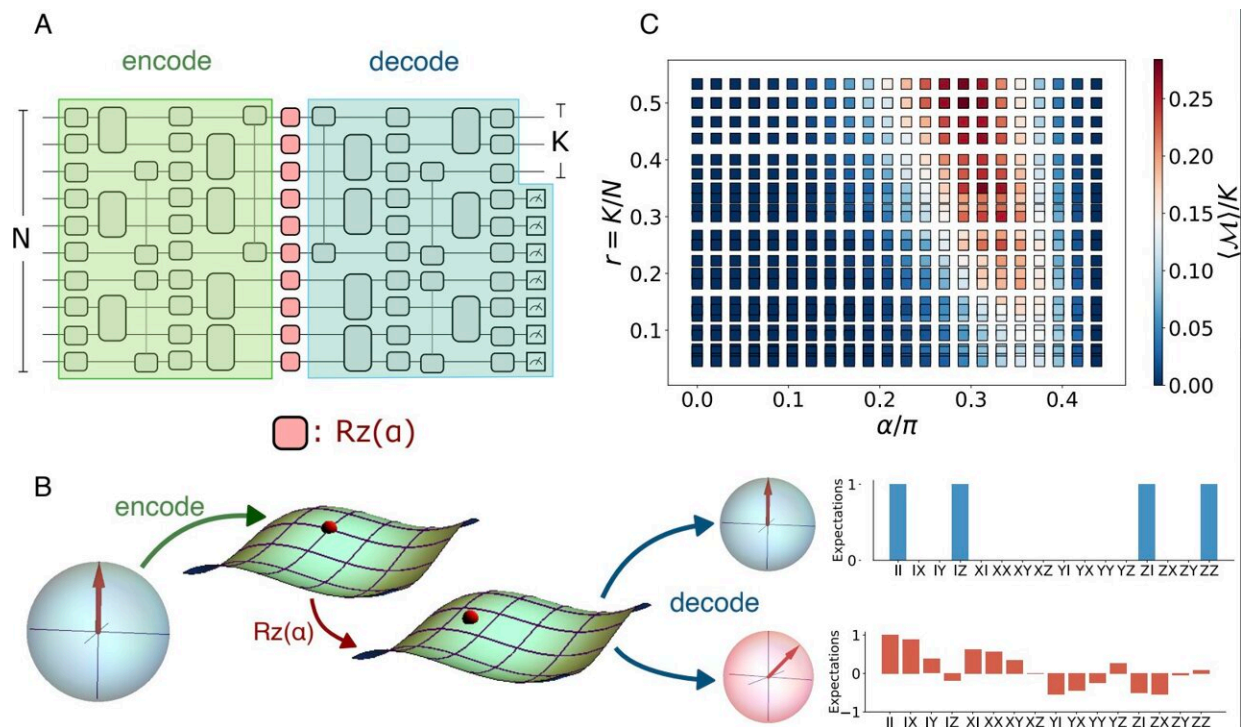 A
encode
decode
N
K
: Rz(α)
C
r = K/N
0.5
0.4
0.3
0.2
0.1
0.0 0.1 0.2 0.3 0.4
α/π
0.25
0.20
0.15
0.10
0.05
0.00
⟨ℳ⟩/K
B
encode
Rz(α)
decode
Expectations
1
0
II IX IY IZ XI XX XY XZ YI YX YY YZ ZI ZX ZY ZZ
Expectations
1
0
−1
II IX IY IZ XI XX XY XZ YI YX YY YZ ZI ZX ZY ZZ